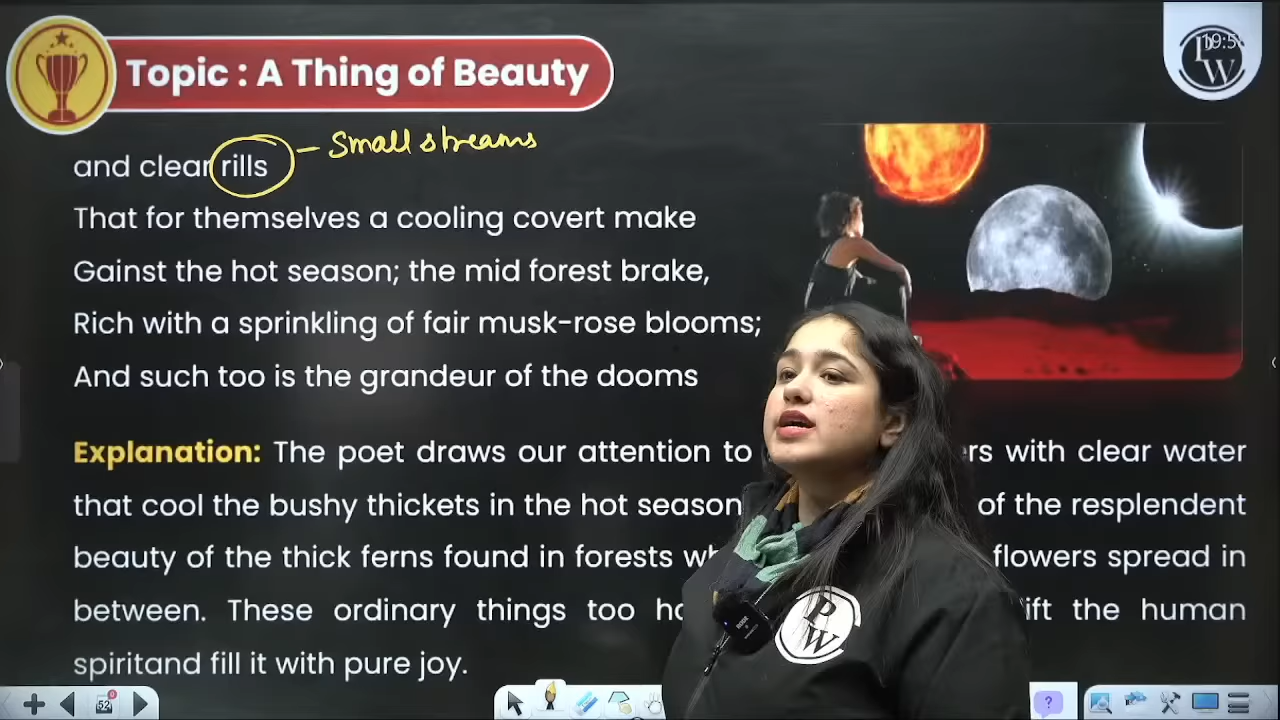 Topic : A Thing of Beauty
19:5
PW
and clear rills – Small streams
That for themselves a cooling covert make
Gainst the hot season; the mid forest brake,
Rich with a sprinkling of fair musk-rose blooms;
And such too is the grandeur of the dooms
Explanation: The poet draws our attention to with clear water
that cool the bushy thickets in the hot season of the resplendent
beauty of the thick ferns found in forests flowers spread in
between. These ordinary things too the human
spiritand fill it with pure joy.
PW
52